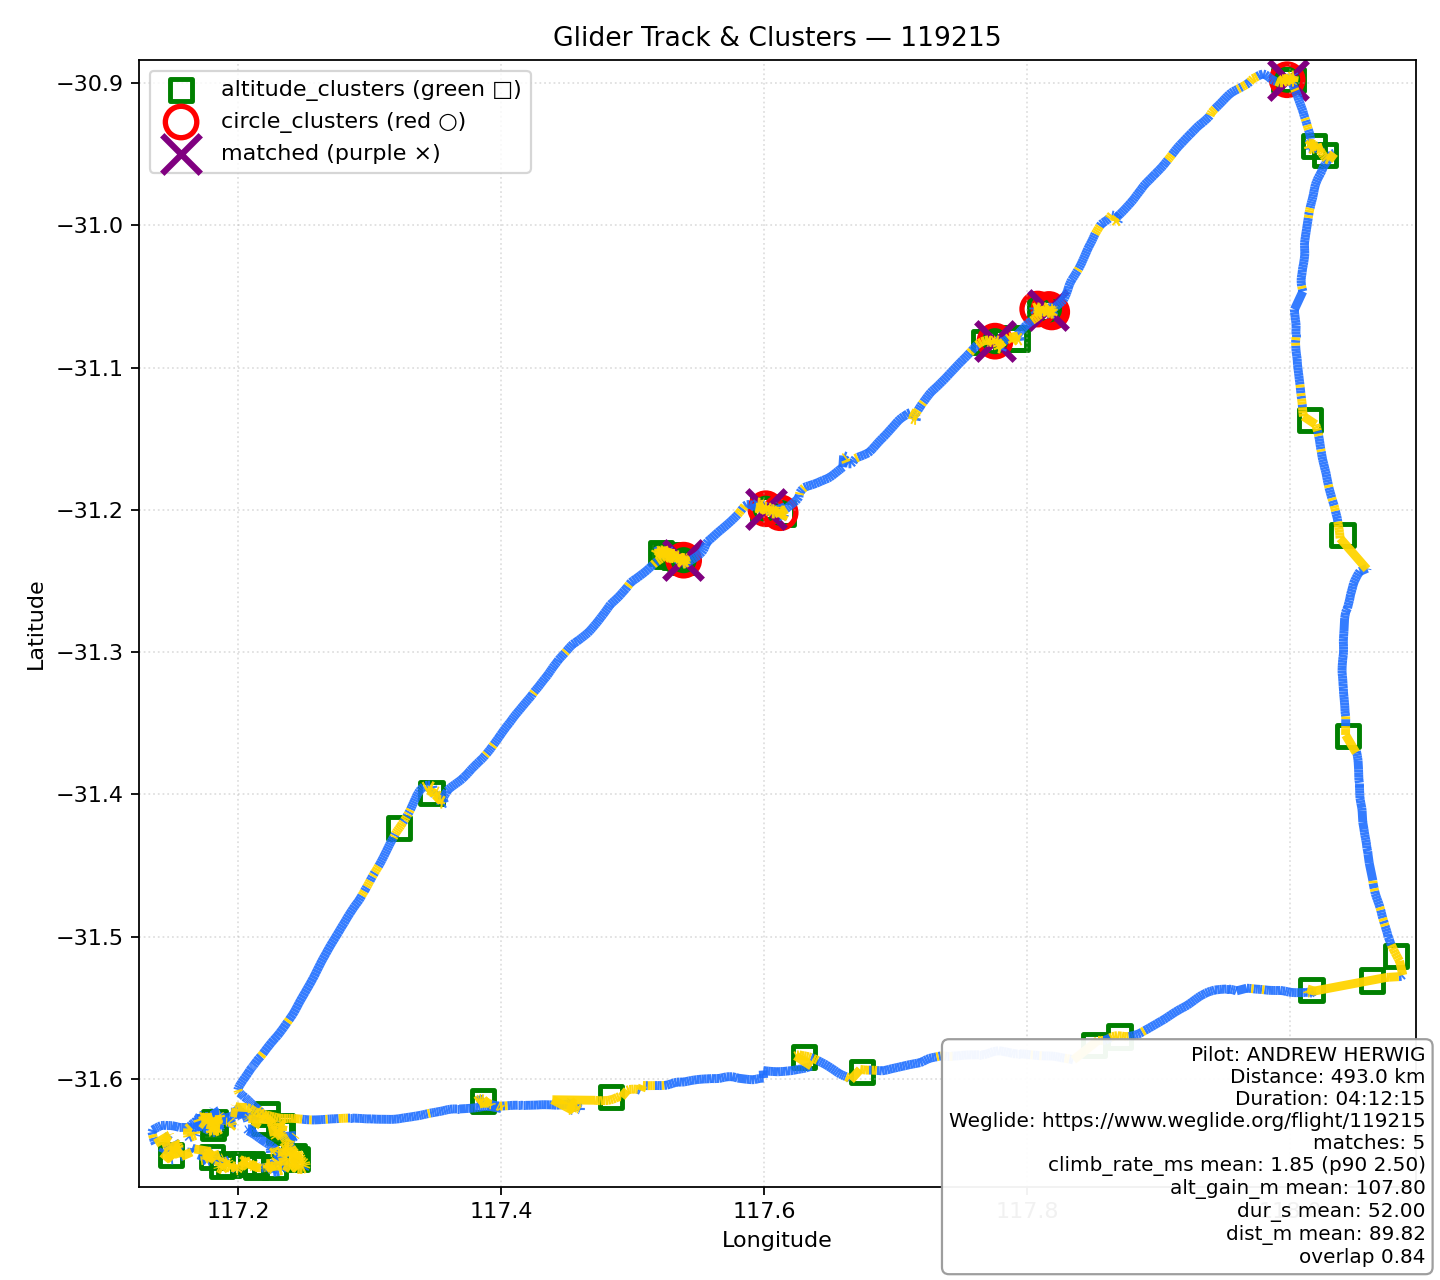 Glider Track & Clusters — 119215
altitude_clusters (green □)
circle_clusters (red ○)
matched (purple ×)
Latitude
−30.9
−31.0
−31.1
−31.2
−31.3
−31.4
−31.5
−31.6
117.2
117.4
117.6
117.8
Longitude
Pilot: ANDREW HERWIG
Distance: 493.0 km
Duration: 04:12:15
Weglide: https://www.weglide.org/flight/119215
matches: 5
climb_rate_ms mean: 1.85 (p90 2.50)
alt_gain_m mean: 107.80
dur_s mean: 52.00
dist_m mean: 89.82
overlap 0.84